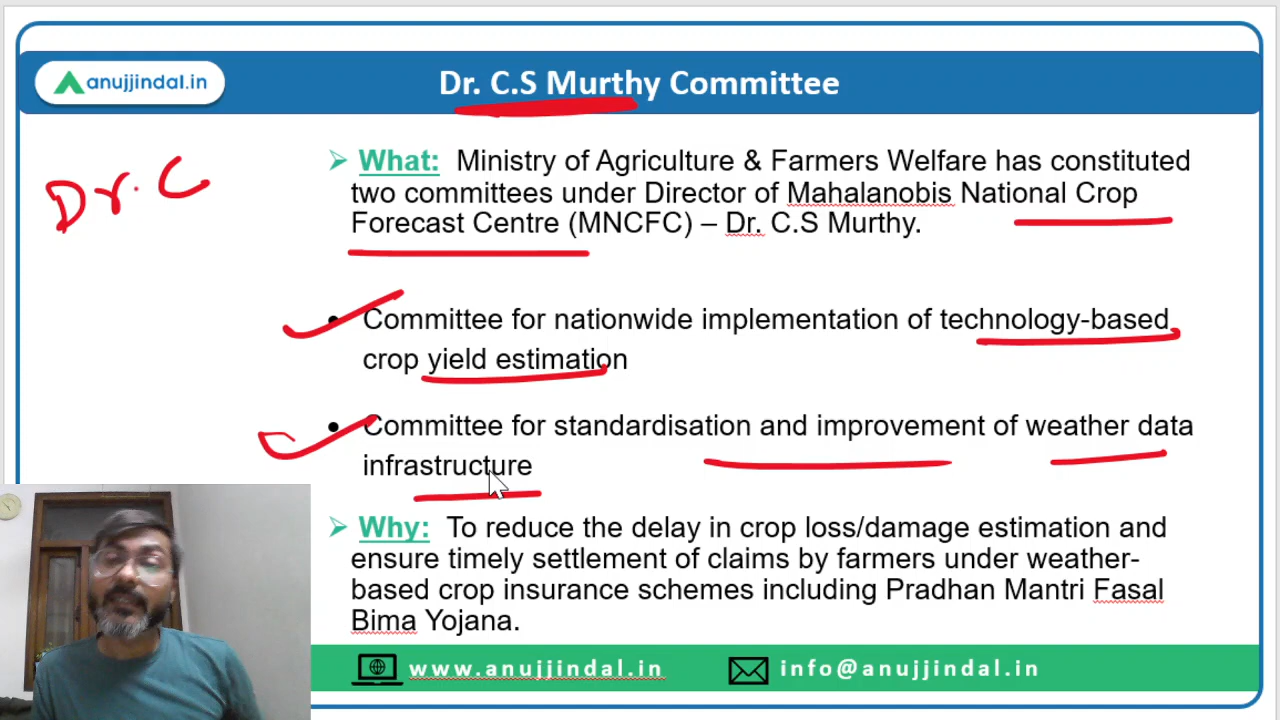 anujjindal.in
Dr. C.S Murthy Committee
Dr. C
What: Ministry of Agriculture & Farmers Welfare has constituted
two committees under Director of Mahalanobis National Crop
Forecast Centre (MNCFC) – Dr. C.S Murthy.
• Committee for nationwide implementation of technology-based
crop yield estimation
• Committee for standardisation and improvement of weather data
infrastructure
Why: To reduce the delay in crop loss/damage estimation and
ensure timely settlement of claims by farmers under weather-
based crop insurance schemes including Pradhan Mantri Fasal
Bima Yojana.
www.anujjindal.in info@anujjindal.in